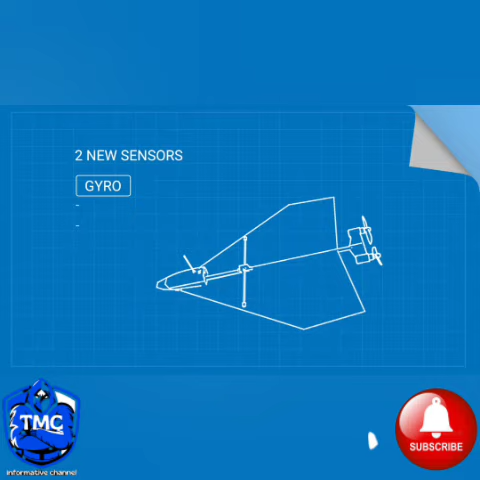 2 NEW SENSORS
GYRO
-
-
TMC
informative channel
SUBSCRIBE